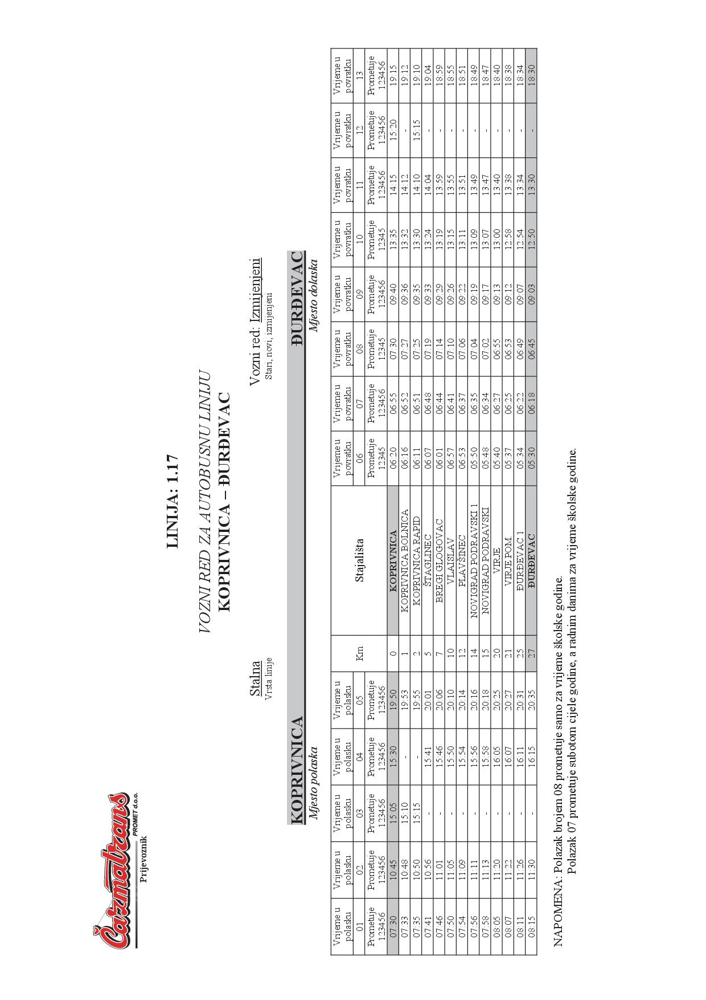 Čazmatrans
PROMET d.o.o.
Prijevoznik
LINIJA: 1.17
VOZNI RED ZA AUTOBUSNU LINIJU
KOPRIVNICA – ĐURĐEVAC
Stalna Vozni red: Izmijenjeni
Vrsta linije Stari, novi, izmijenjeni
KOPRIVNICA ĐURĐEVAC
Mjesto polaska Mjesto dolaska
Vrijeme u polasku Vrijeme u polasku Vrijeme u polasku Vrijeme u polasku Vrijeme u polasku Km Stajališta Vrijeme u povratku Vrijeme u povratku Vrijeme u povratku Vrijeme u povratku Vrijeme u povratku Vrijeme u povratku Vrijeme u povratku Vrijeme u povratku
01 02 03 04 05 06 07 08 09 10 11 12 13
Prometuje Prometuje Prometuje Prometuje Prometuje Prometuje Prometuje Prometuje Prometuje Prometuje Prometuje Prometuje Prometuje
123456 123456 123456 123456 123456 12345 123456 12345 123456 12345 123456 123456 123456
07:30 10:45 15:05 15:30 19:50 0 KOPRIVNICA 06:20 06:55 07:30 09:40 13:35 14:15 15:20 19:15
07:33 10:48 15:10 - 19:53 1 KOPRIVNICA BOLNICA 06:16 06:52 07:27 09:36 13:32 14:12 - 19:12
07:35 10:50 15:15 - 19:55 2 KOPRIVNICA RAPID 06:11 06:51 07:25 09:35 13:30 14:10 15:15 19:10
07:41 10:56 - 15:41 20:01 5 ŠTAGLINEC 06:07 06:48 07:19 09:33 13:24 14:04 - 19:04
07:46 11:01 - 15:46 20:06 7 BREGI GLOGOVAC 06:01 06:44 07:14 09:29 13:19 13:59 - 18:59
07:50 11:05 - 15:50 20:10 10 VLAISLAV 06:57 06:41 07:10 09:26 13:15 13:55 - 18:55
07:54 11:09 - 15:54 20:14 12 PLAVŠINEC 06:53 06:37 07:06 09:22 13:11 13:51 - 18:51
07:56 11:11 - 15:56 20:16 14 NOVIGRAD PODRAVSKI 1 05:50 06:35 07:04 09:19 13:09 13:49 - 18:49
07:58 11:13 - 15:58 20:18 15 NOVIGRAD PODRAVSKI 05:48 06:34 07:02 09:17 13:07 13:47 - 18:47
08:05 11:20 - 16:05 20:25 20 VIRJE 05:40 06:27 06:55 09:13 13:00 13:40 - 18:40
08:07 11:22 - 16:07 20:27 21 VIRJE POM. 05:37 06:25 06:53 09:12 12:58 13:38 - 18:38
08:11 11:26 - 16:11 20:31 25 ĐURĐEVAC 1 05:34 06:22 06:49 09:07 12:54 13:34 - 18:34
08:15 11:30 - 16:15 20:35 27 ĐURĐEVAC 05:30 06:18 06:45 09:03 12:50 13:30 - 18:30
NAPOMENA: Polazak brojem 08 prometuje samo za vrijeme školske godine.
Polazak 07 prometuje subotom cijele godine, a radnim danima za vrijeme školske godine.